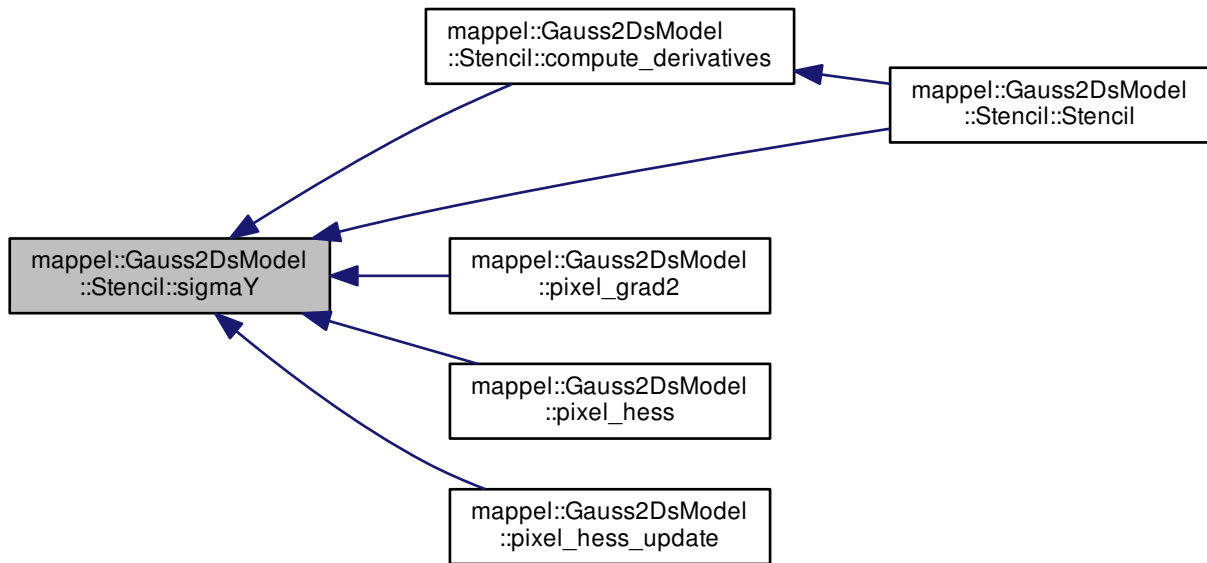 mappel::Gauss2DsModel
::Stencil::compute_derivatives
mappel::Gauss2DsModel
::Stencil::Stencil
mappel::Gauss2DsModel
::Stencil::sigmaY
mappel::Gauss2DsModel
::pixel_grad2
mappel::Gauss2DsModel
::pixel_hess
mappel::Gauss2DsModel
::pixel_hess_update